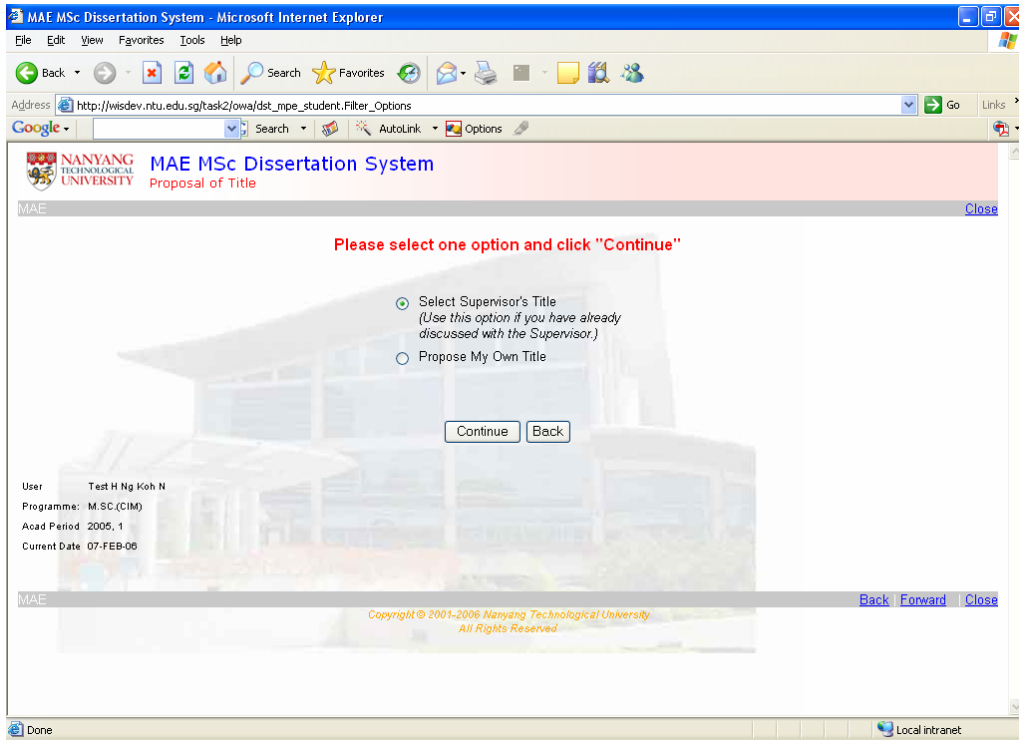 MAE MSc Dissertation System - Microsoft Internet Explorer
File Edit View Favorites Tools Help
Back Search Favorites
Address http://wisdev.ntu.edu.sg/task2/owa/dst_mpe_student.Filter_Options Go Links
Google Search AutoLink Options
NANYANG
TECHNOLOGICAL
UNIVERSITY
MAE MSc Dissertation System
Proposal of Title
MAE Close
Please select one option and click "Continue"
Select Supervisor's Title
(Use this option if you have already
discussed with the Supervisor.)
Propose My Own Title
Continue Back
User Test H Ng Koh N
Programme: M.SC.(CIM)
Acad Period 2005, 1
Current Date 07-FEB-06
MAE Back | Forward | Close
Copyright © 2001-2006 Nanyang Technological University.
All Rights Reserved
Done Local intranet